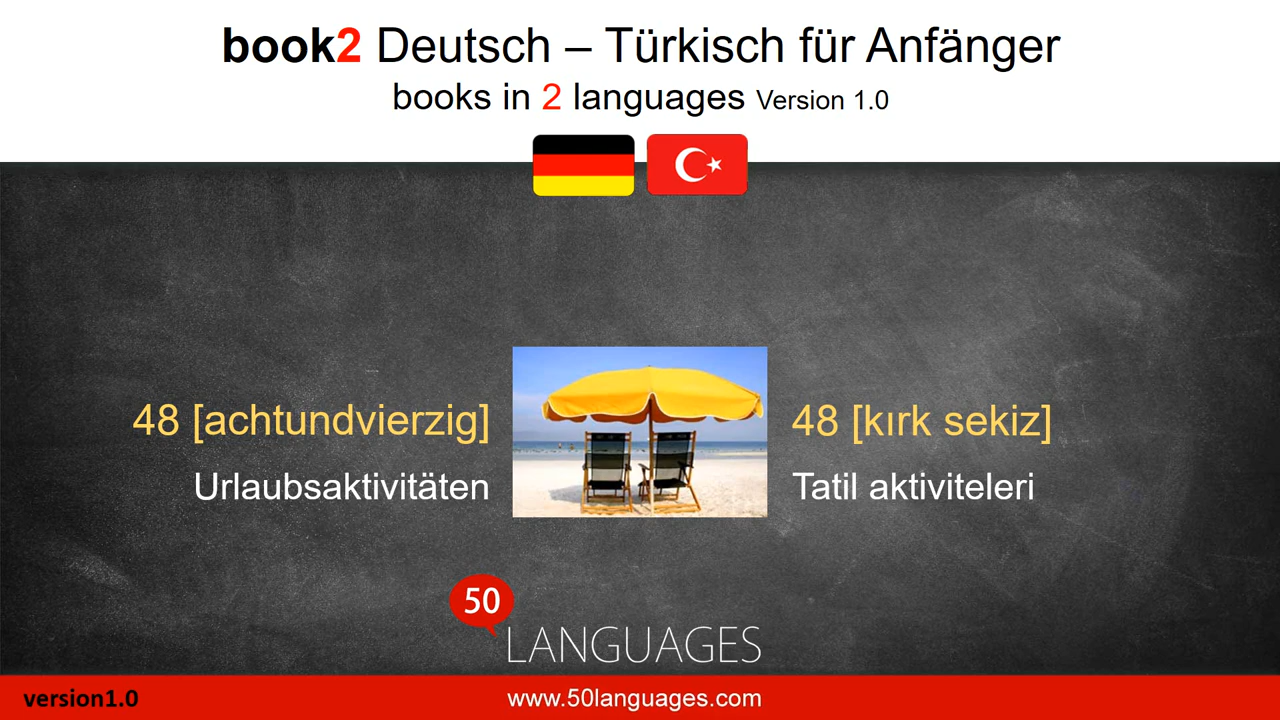 book2 Deutsch – Türkisch für Anfänger
books in 2 languages Version 1.0
48 [achtundvierzig]
Urlaubsaktivitäten
48 [kırk sekiz]
Tatil aktiviteleri
50
LANGUAGES
version1.0
www.50languages.com